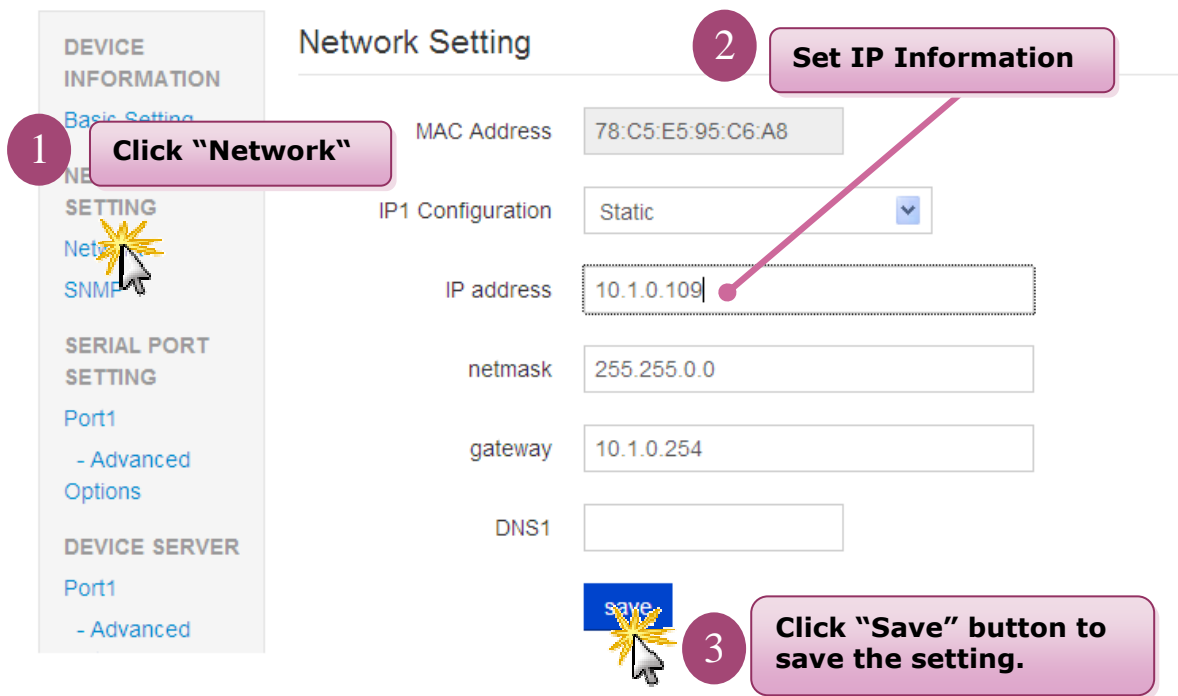 DEVICE
INFORMATION
Basic Setting
1
Click “Network“
SETTING
SNMP
SERIAL PORT
SETTING
Port1
- Advanced
Options
DEVICE SERVER
Port1
- Advanced
Network Setting
2
Set IP Information
MAC Address
78:C5:E5:95:C6:A8
IP1 Configuration
Static
IP address
10.1.0.109
netmask
255.255.0.0
gateway
10.1.0.254
DNS1
save
3
Click “Save” button to
save the setting.